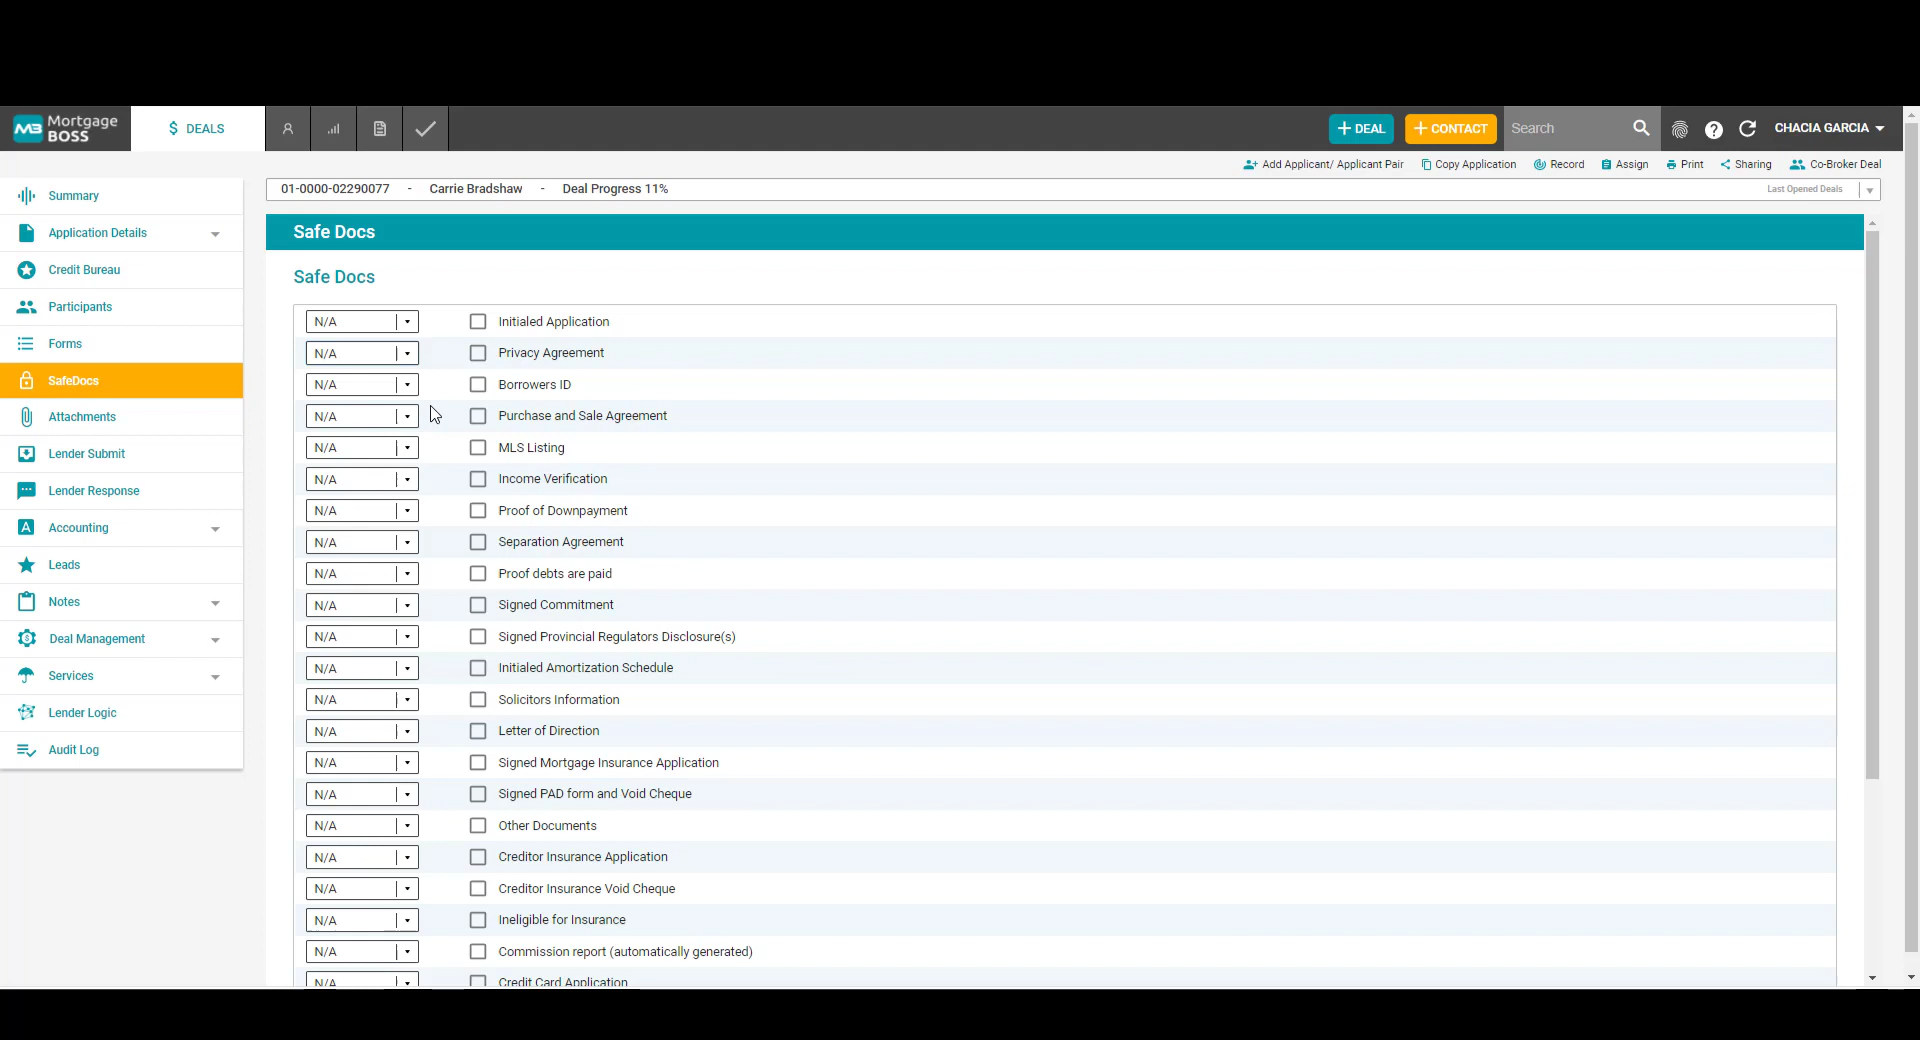 Mortgage BOSS
$ DEALS
+ DEAL
+ CONTACT
Search
CHACIA GARCIA
Add Applicant/ Applicant Pair
Copy Application
Record
Assign
Print
Sharing
Co-Broker Deal
01-0000-02290077 - Carrie Bradshaw - Deal Progress 11%
Last Opened Deals
Summary
Application Details
Credit Bureau
Participants
Forms
SafeDocs
Attachments
Lender Submit
Lender Response
Accounting
Leads
Notes
Deal Management
Services
Lender Logic
Audit Log
Safe Docs
Safe Docs
N/A Initialed Application
N/A Privacy Agreement
N/A Borrowers ID
N/A Purchase and Sale Agreement
N/A MLS Listing
N/A Income Verification
N/A Proof of Downpayment
N/A Separation Agreement
N/A Proof debts are paid
N/A Signed Commitment
N/A Signed Provincial Regulators Disclosure(s)
N/A Initialed Amortization Schedule
N/A Solicitors Information
N/A Letter of Direction
N/A Signed Mortgage Insurance Application
N/A Signed PAD form and Void Cheque
N/A Other Documents
N/A Creditor Insurance Application
N/A Creditor Insurance Void Cheque
N/A Ineligible for Insurance
N/A Commission report (automatically generated)
N/A Credit Card Application